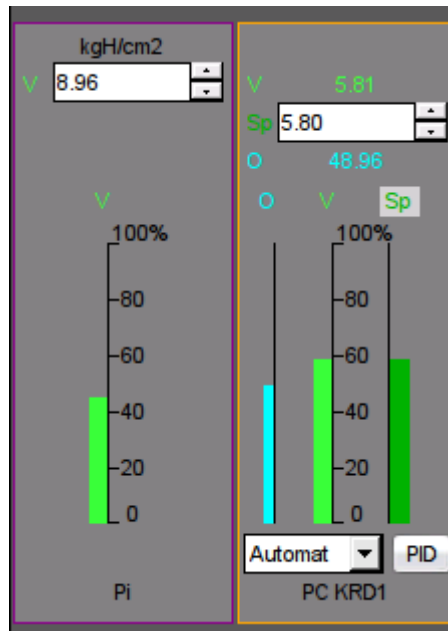 kgH/cm2
V 8.96
V
100%
80
60
40
20
0
Pi
V 5.81
Sp 5.80
O 48.96
O V Sp
100%
80
60
40
20
0
Automat PID
PC KRD1